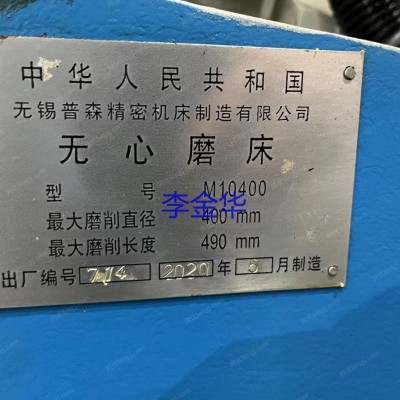 中华人民共和国
无锡普森精密机床制造有限公司
无心磨床
型号 M10400
李金华
最大磨削直径 400 mm
最大磨削长度 490 mm
出厂编号 714 2020 年 6 月制造